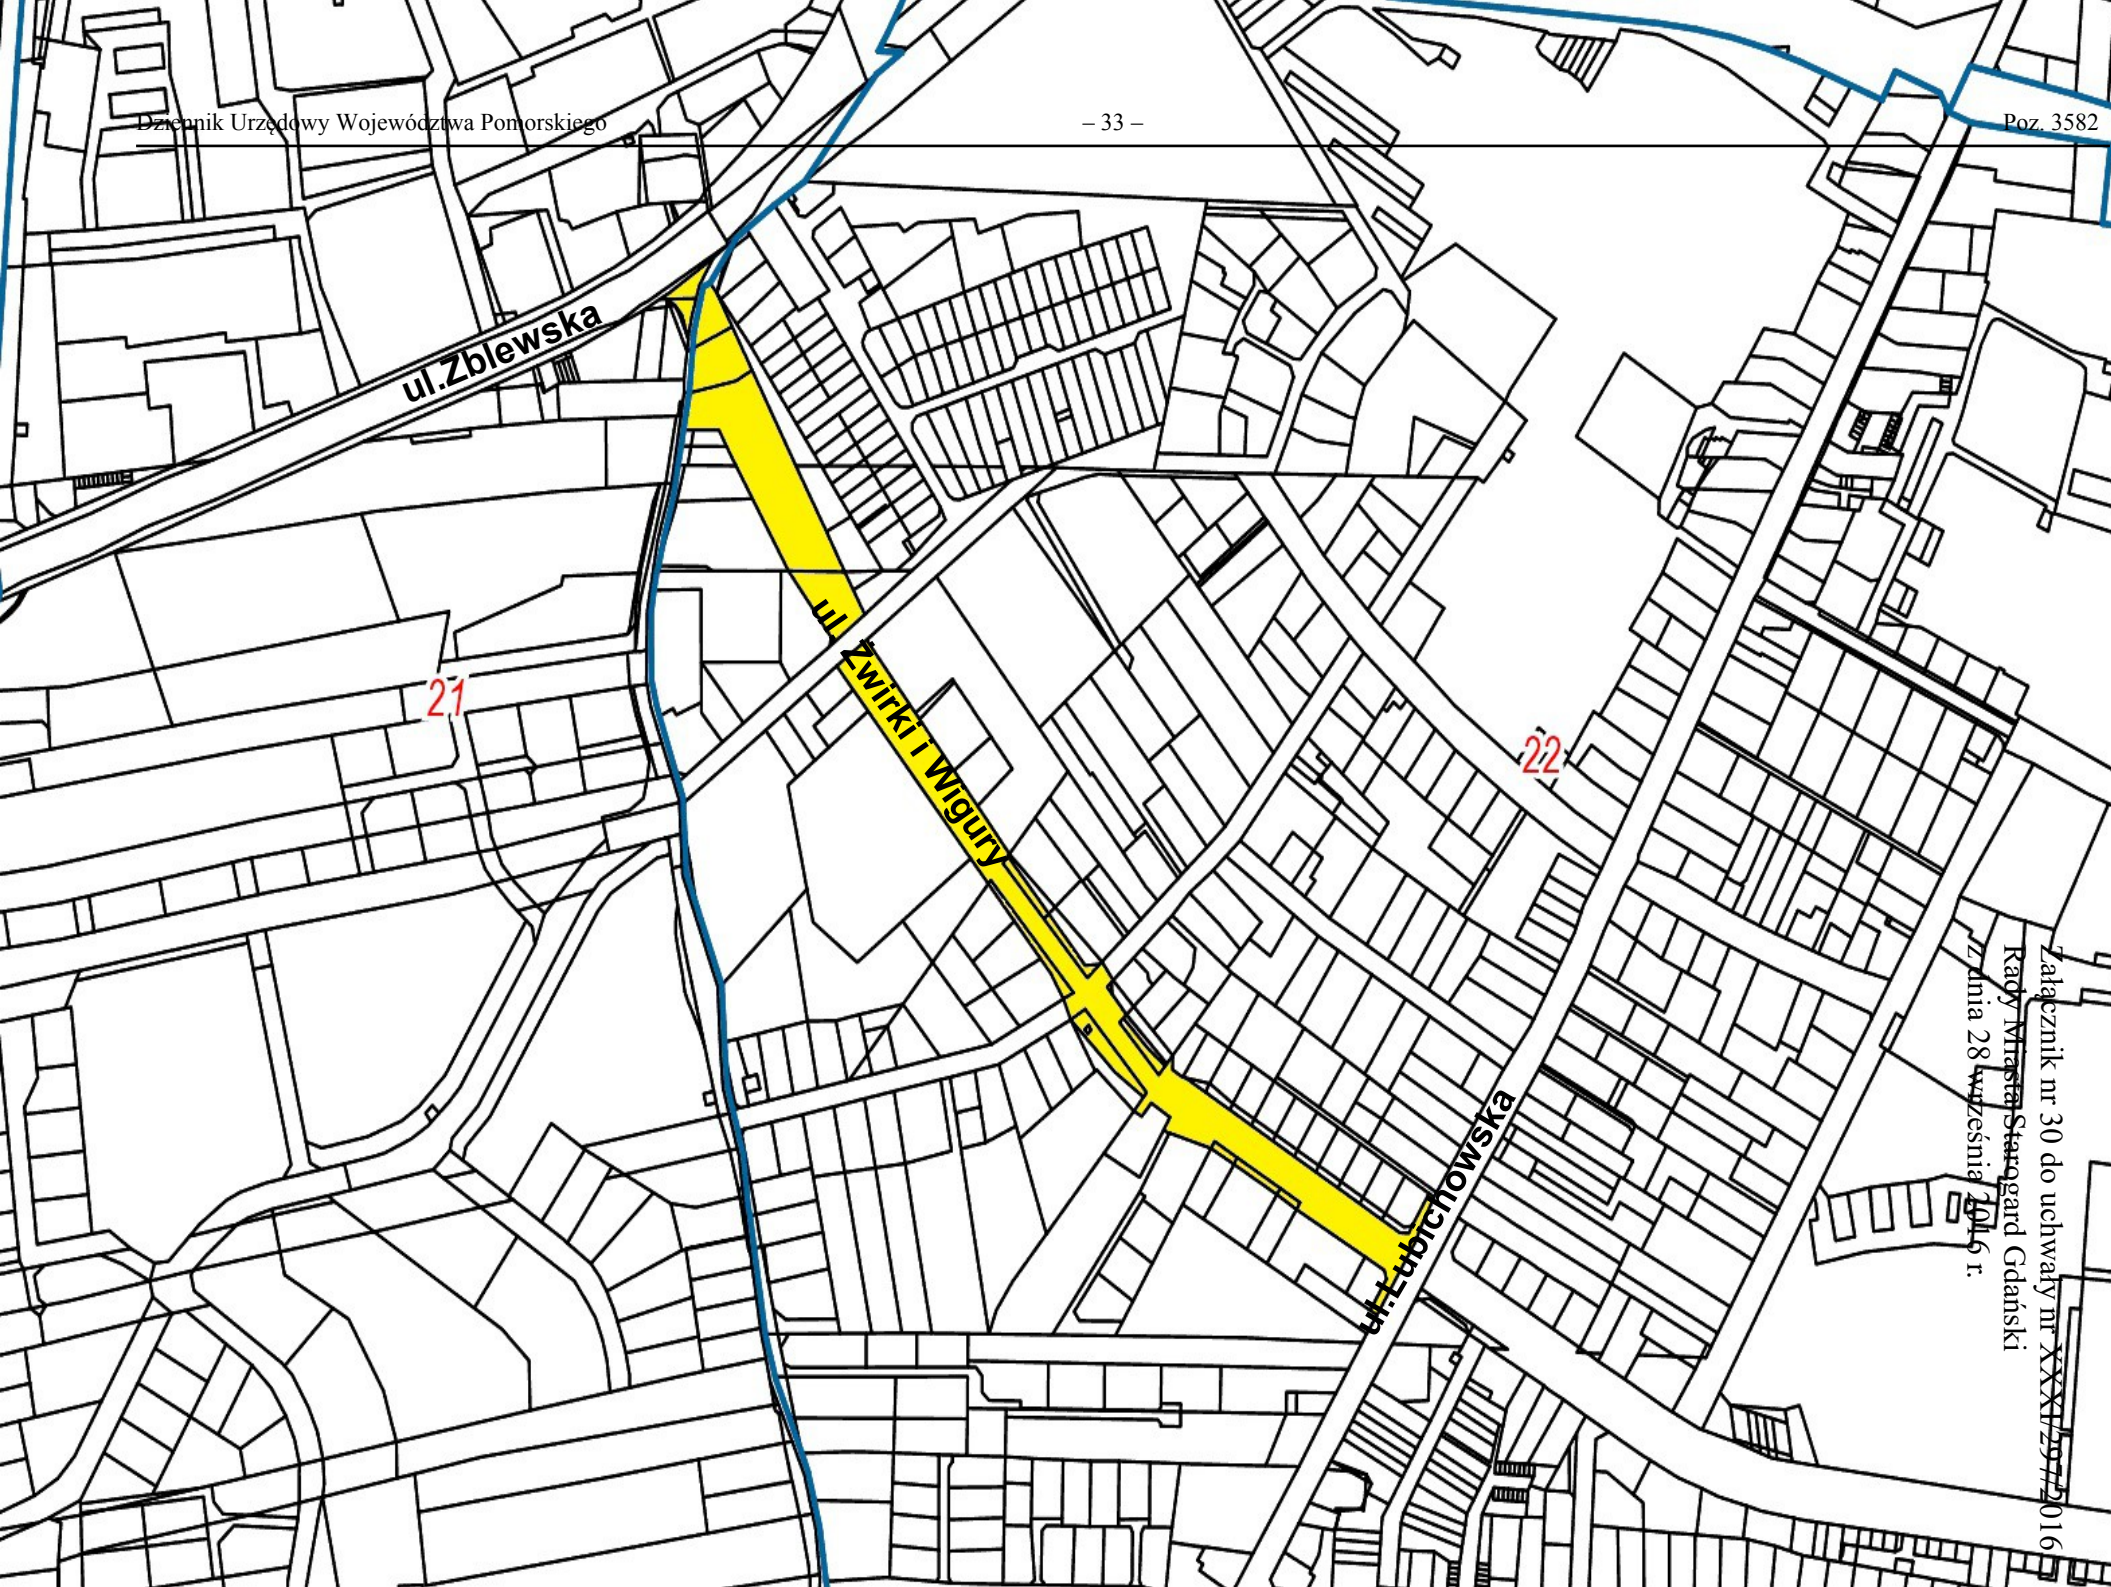 Dziennik Urzędowy Województwa Pomorskiego
– 33 –
Poz. 3582
ul.Zblewska
ul. Żwirki i Wigury
21
22
ul.Lubichowska
Załącznik nr 30 do uchwały nr XXXI/297/2016
Rady Miasta Starogard Gdański
z dnia 28 września 2016 r.